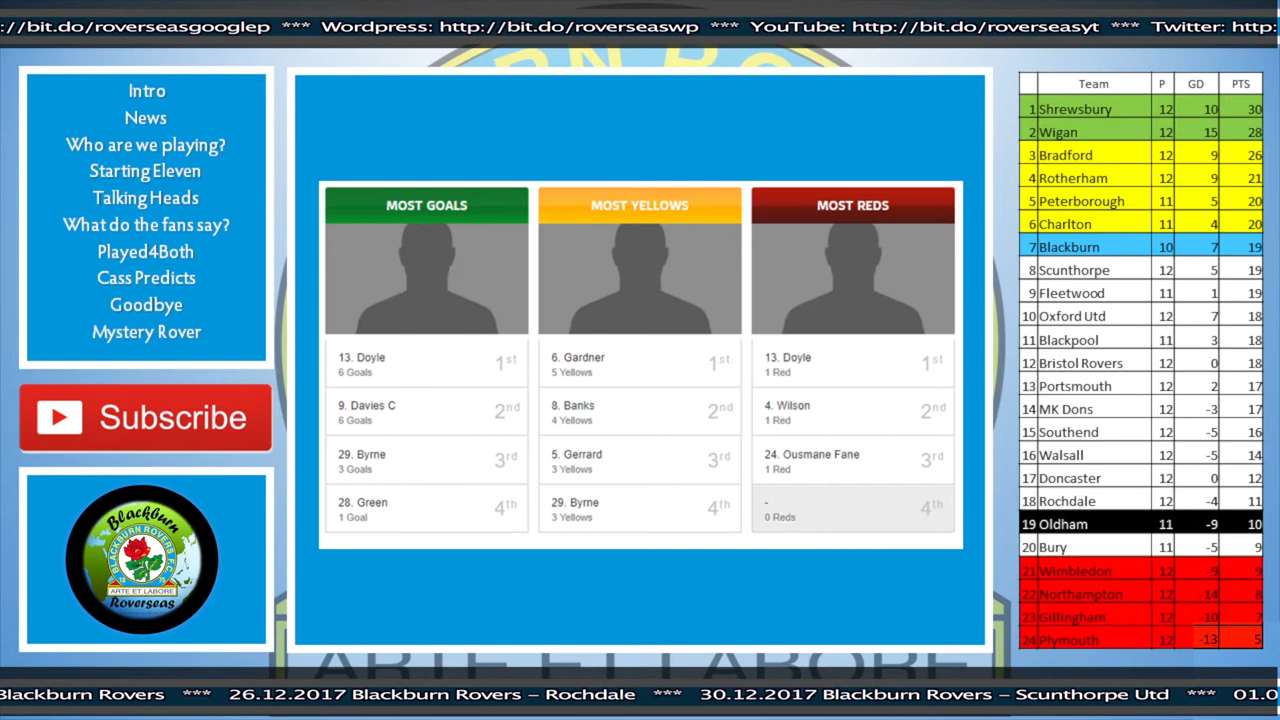 ://bit.do/roverseasgooglep *** Wordpress: http://bit.do/roverseaswp *** YouTube: http://bit.do/roverseasyt *** Twitter: http:
Intro
News
Who are we playing?
Starting Eleven
Talking Heads
What do the fans say?
Played4Both
Cass Predicts
Goodbye
Mystery Rover
Subscribe
Blackburn
BLACKBURN ROVERS F.C.
18 75
ARTE ET LABORE
Roverseas
MOST GOALS
13. Doyle 1st
6 Goals
9. Davies C 2nd
6 Goals
29. Byrne 3rd
3 Goals
28. Green 4th
1 Goal
MOST YELLOWS
6. Gardner 1st
5 Yellows
8. Banks 2nd
4 Yellows
5. Gerrard 3rd
3 Yellows
29. Byrne 4th
3 Yellows
MOST REDS
13. Doyle 1st
1 Red
4. Wilson 2nd
1 Red
24. Ousmane Fane 3rd
1 Red
- 4th
0 Reds
Team P GD PTS
1 Shrewsbury 12 10 30
2 Wigan 12 15 28
3 Bradford 12 9 26
4 Rotherham 12 9 21
5 Peterborough 11 5 20
6 Charlton 11 4 20
7 Blackburn 10 7 19
8 Scunthorpe 12 5 19
9 Fleetwood 11 1 19
10 Oxford Utd 12 7 18
11 Blackpool 11 3 18
12 Bristol Rovers 12 0 18
13 Portsmouth 12 2 17
14 MK Dons 12 -3 17
15 Southend 12 -5 16
16 Walsall 12 -5 14
17 Doncaster 12 0 12
18 Rochdale 12 -4 11
19 Oldham 11 -9 10
20 Bury 11 -5 9
21 Wimbledon 12 -9 9
22 Northampton 12 -14 8
23 Gillingham 12 -10 7
24 Plymouth 12 -13 5
ARTE ET LABORE
Blackburn Rovers *** 26.12.2017 Blackburn Rovers – Rochdale *** 30.12.2017 Blackburn Rovers – Scunthorpe Utd *** 01.0